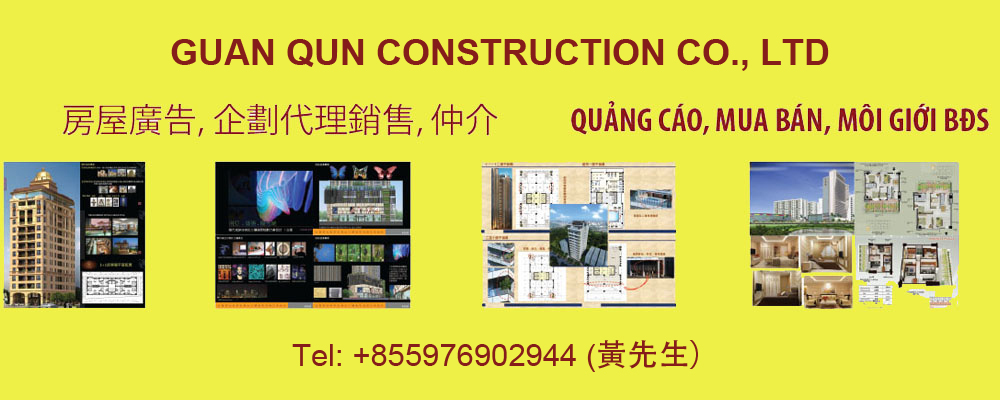 GUAN QUN CONSTRUCTION CO., LTD
房屋廣告, 企劃代理銷售, 仲介
QUẢNG CÁO, MUA BÁN, MÔI GIỚI BĐS
Tel: +855976902944 (黃先生)